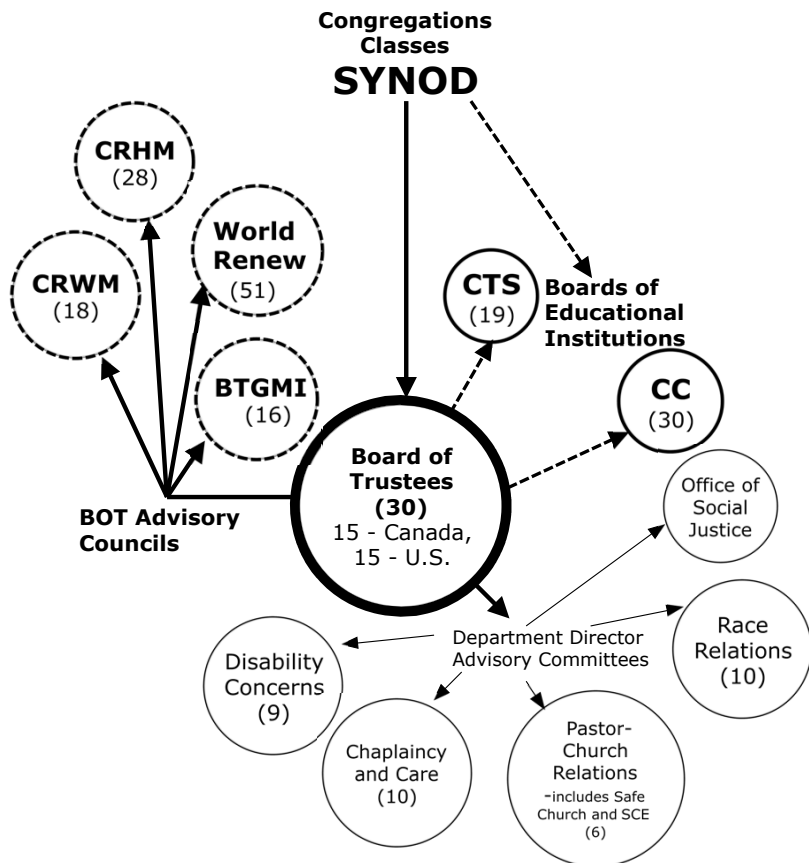 Congregations
Classes
SYNOD
CRHM
(28)
World
Renew
(51)
CRWM
(18)
BTGMI
(16)
CTS
(19)
Boards of
Educational
Institutions
CC
(30)
Board of
Trustees
(30)
15 - Canada,
15 - U.S.
BOT Advisory
Councils
Office of
Social
Justice
Department Director
Advisory Committees
Race
Relations
(10)
Disability
Concerns
(9)
Chaplaincy
and Care
(10)
Pastor-
Church
Relations
-includes Safe
Church and SCE
(6)